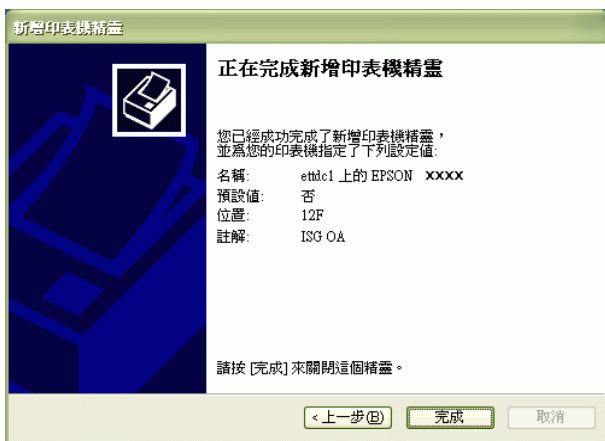 新增印表機精靈
正在完成新增印表機精靈
您已經成功完成了新增印表機精靈，
並為您的印表機指定了下列設定值:
名稱: ettdc1 上的 EPSON XXXX
預設值: 否
位置: 12F
註解: ISG OA
請按 [完成] 來關閉這個精靈。
<上一步(B) 完成 取消